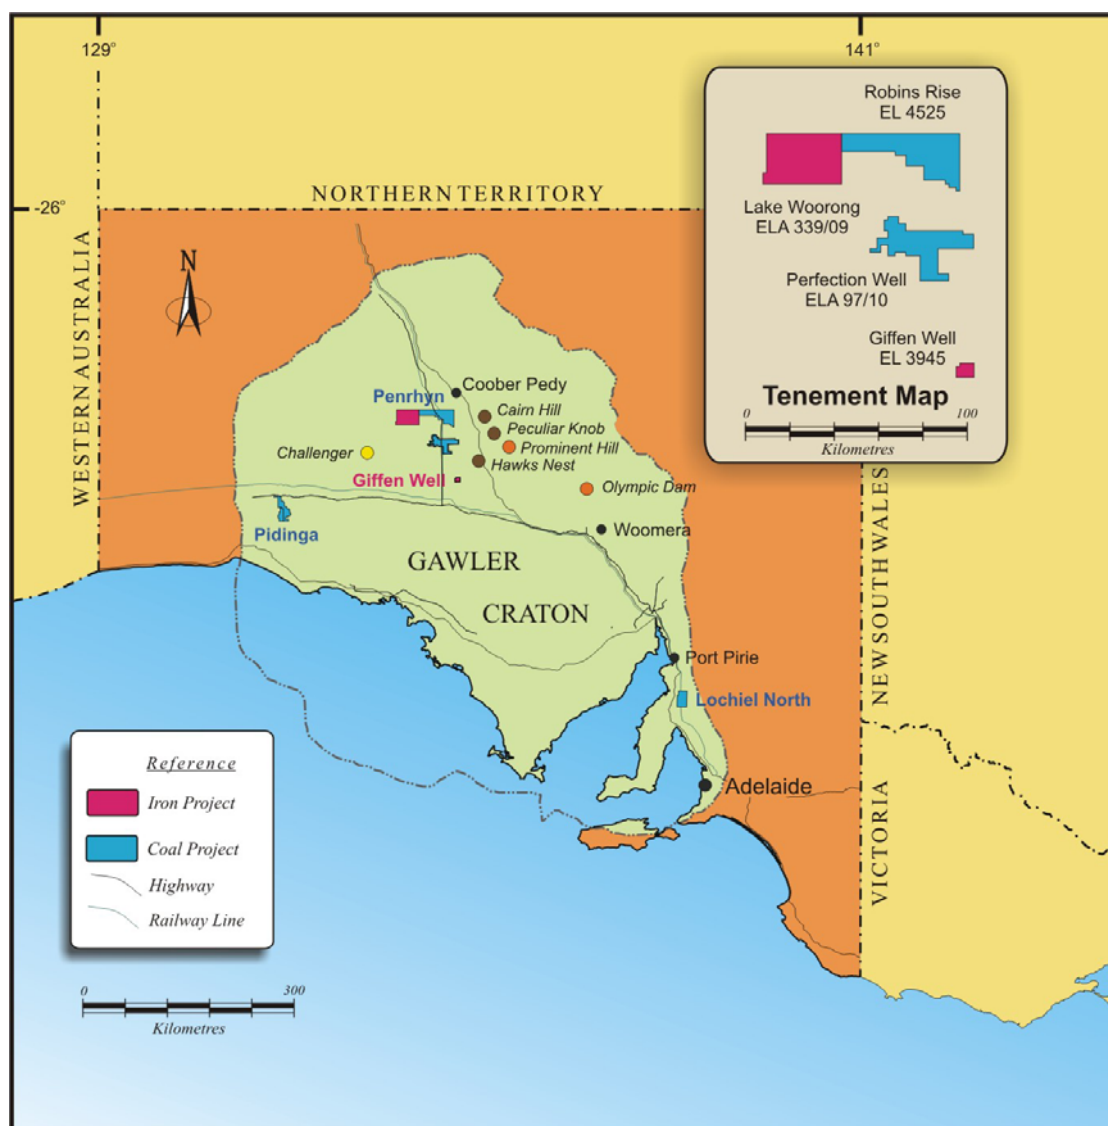 129°
141°
-26°
NORTHERN TERRITORY
WESTERN AUSTRALIA
N
Robins Rise
EL 4525
Lake Woorong
ELA 339/09
Perfection Well
ELA 97/10
Giffen Well
EL 3945
Tenement Map
0 100
Kilometres
Coober Pedy
Penrhyn
Cairn Hill
Peculiar Knob
Prominent Hill
Challenger
Hawks Nest
Giffen Well
Olympic Dam
Pidinga
Woomera
GAWLER
CRATON
NEW SOUTH WALES
Port Pirie
Lochiel North
Adelaide
VICTORIA
Reference
Iron Project
Coal Project
Highway
Railway Line
0 300
Kilometres